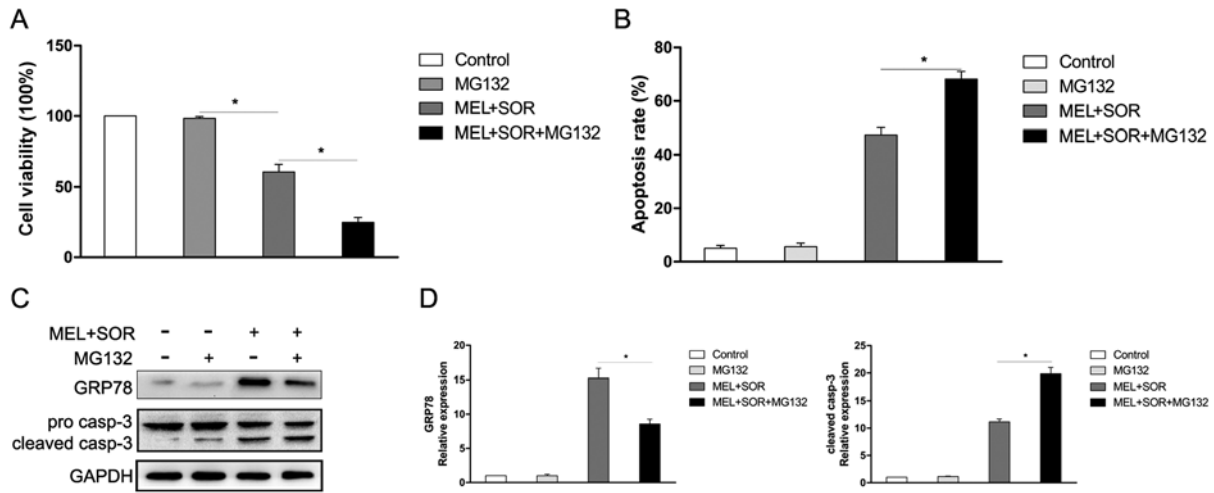 A
Cell viability (100%)
150
100
50
0
*
*
Control
MG132
MEL+SOR
MEL+SOR+MG132
B
Apoptosis rate (%)
80
60
40
20
0
*
Control
MG132
MEL+SOR
MEL+SOR+MG132
C
MEL+SOR - - + +
MG132 - + - +
GRP78
pro casp-3
cleaved casp-3
GAPDH
D
GRP78
Relative expression
20
15
10
5
0
*
Control
MG132
MEL+SOR
MEL+SOR+MG132
cleaved casp-3
Relative expression
25
20
15
10
5
0
*
Control
MG132
MEL+SOR
MEL+SOR+MG132